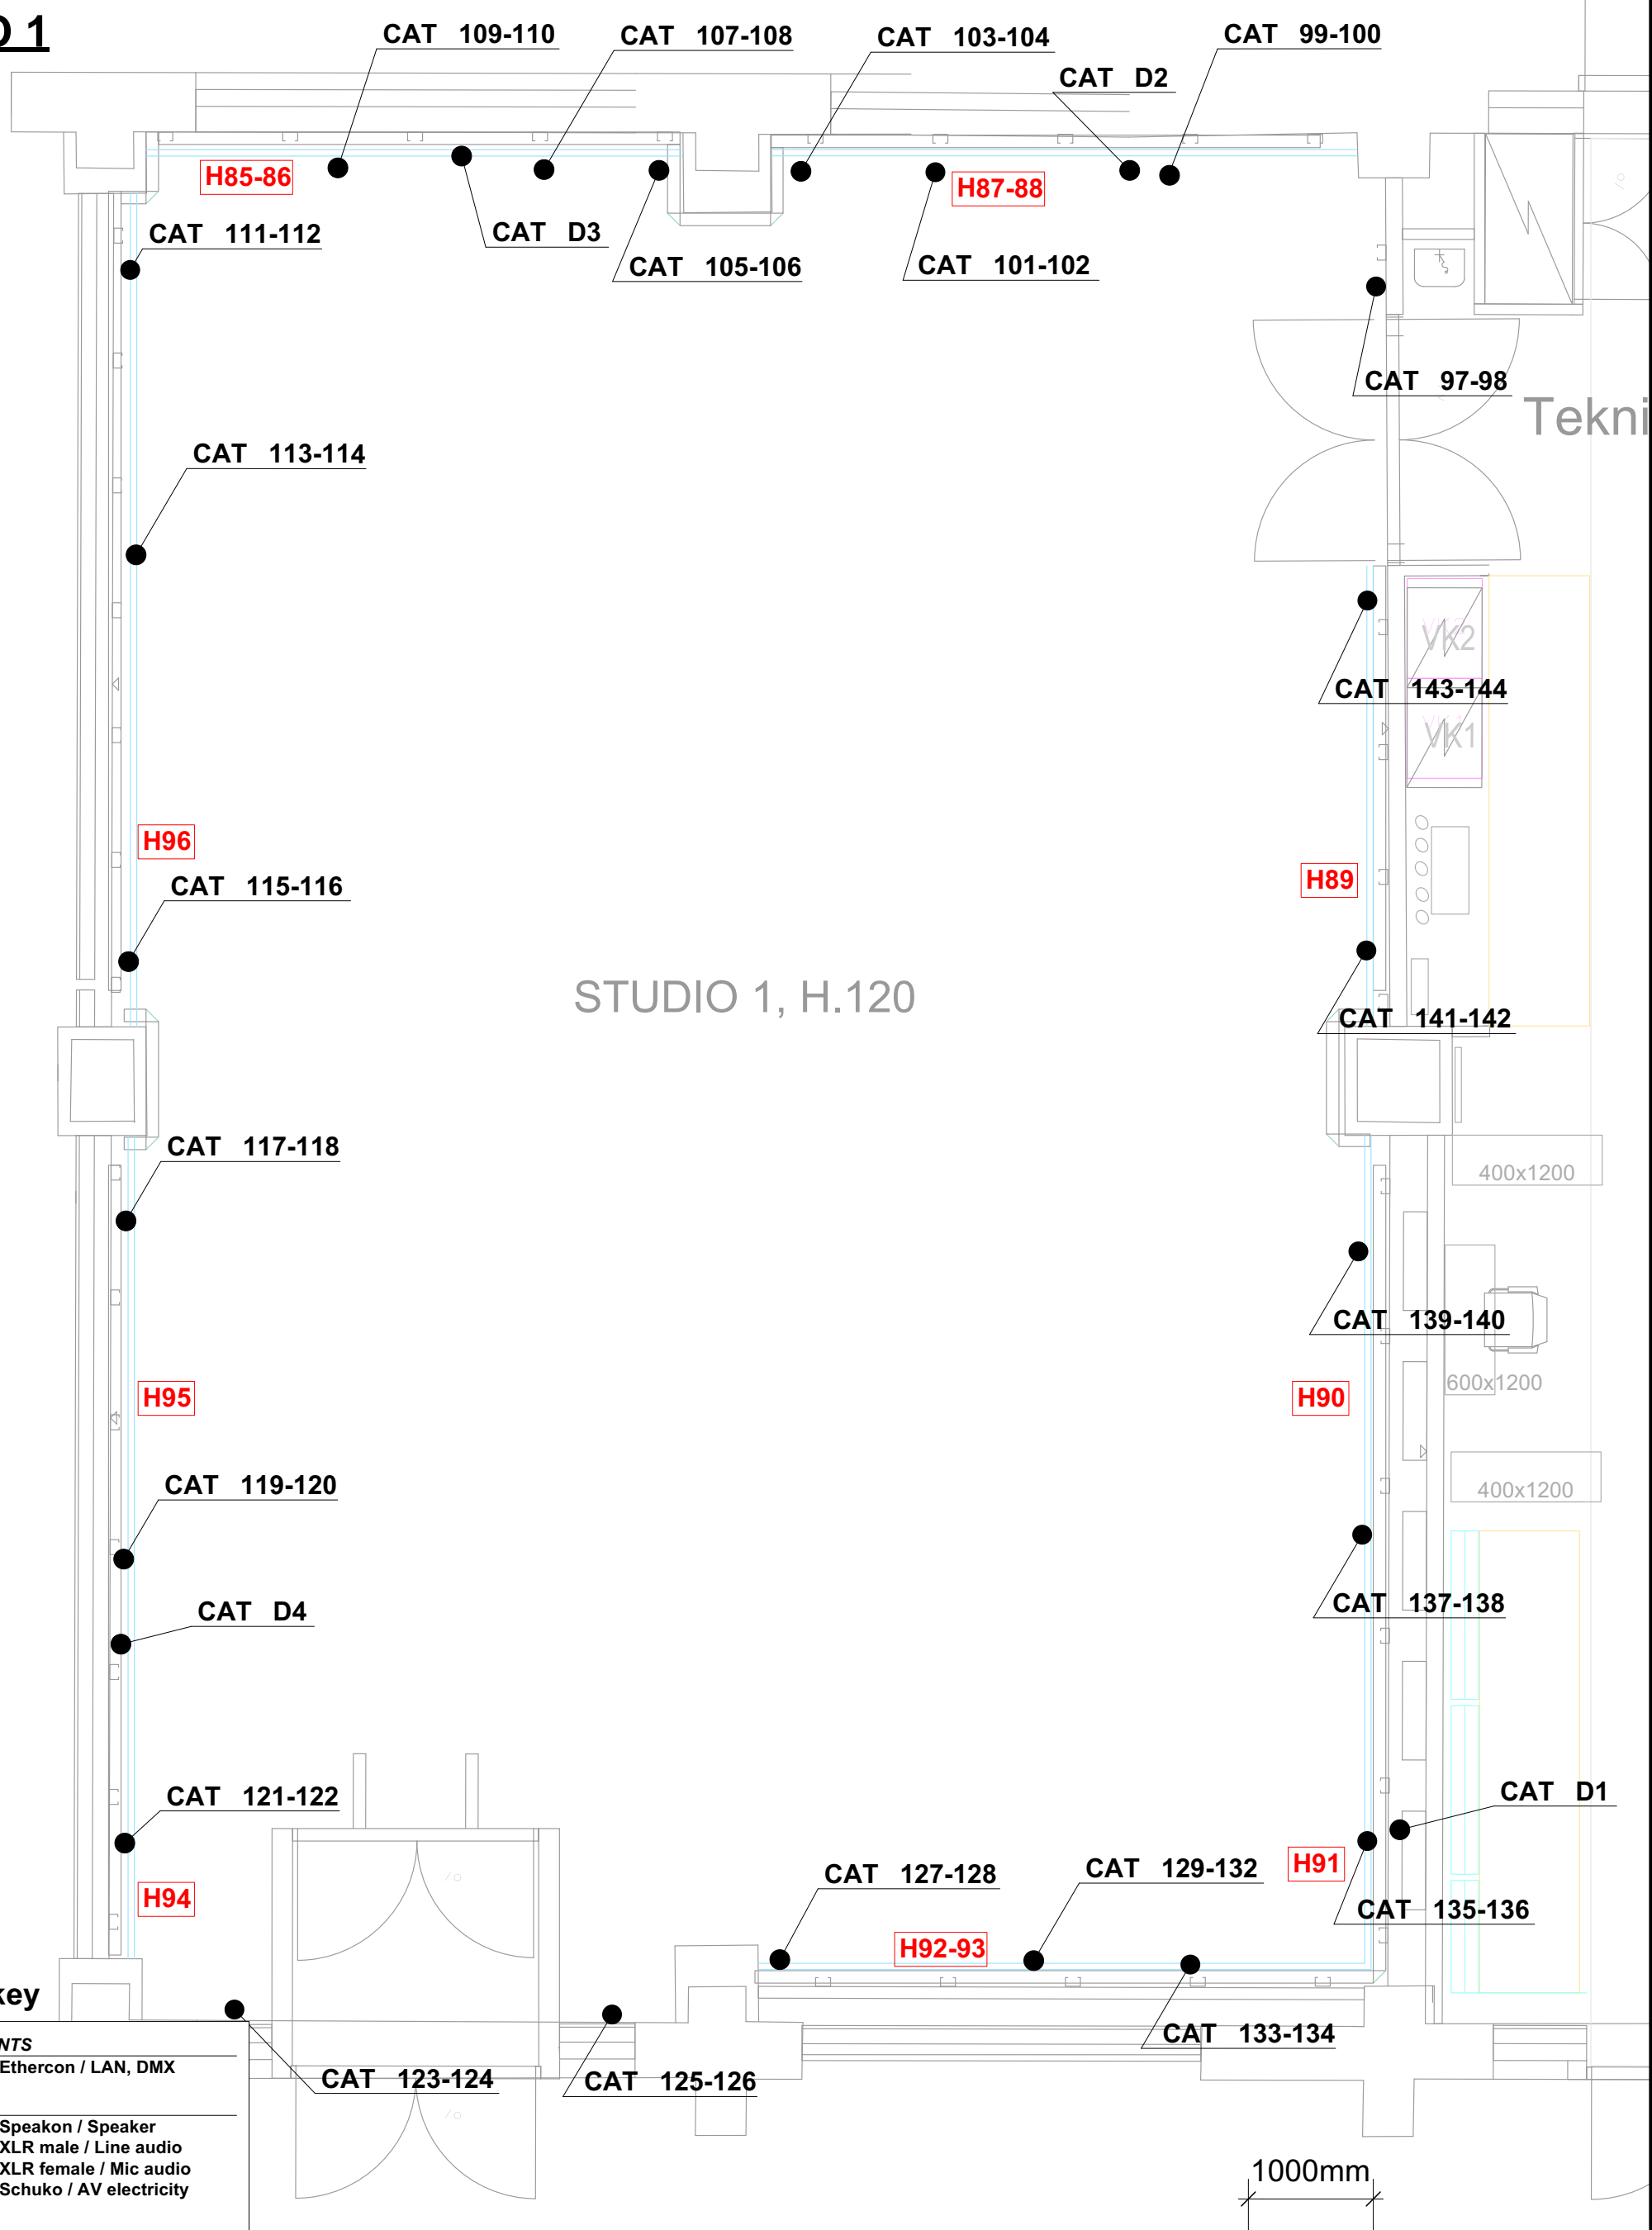 O 1
CAT 109-110
CAT 107-108
CAT 103-104
CAT 99-100
CAT D2
H85-86
H87-88
CAT 111-112
CAT D3
CAT 105-106
CAT 101-102
CAT 97-98
Tekni
CAT 113-114
VK2
CAT 143-144
VK1
H96
H89
CAT 115-116
STUDIO 1, H.120
CAT 141-142
CAT 117-118
400x1200
CAT 139-140
600x1200
H95
H90
CAT 119-120
400x1200
CAT D4
CAT 137-138
CAT 121-122
CAT D1
H94
CAT 127-128
CAT 129-132
H91
CAT 135-136
H92-93
key
NTS
Ethercon / LAN, DMX
CAT 123-124
CAT 125-126
CAT 133-134
Speakon / Speaker
XLR male / Line audio
XLR female / Mic audio
Schuko / AV electricity
1000mm